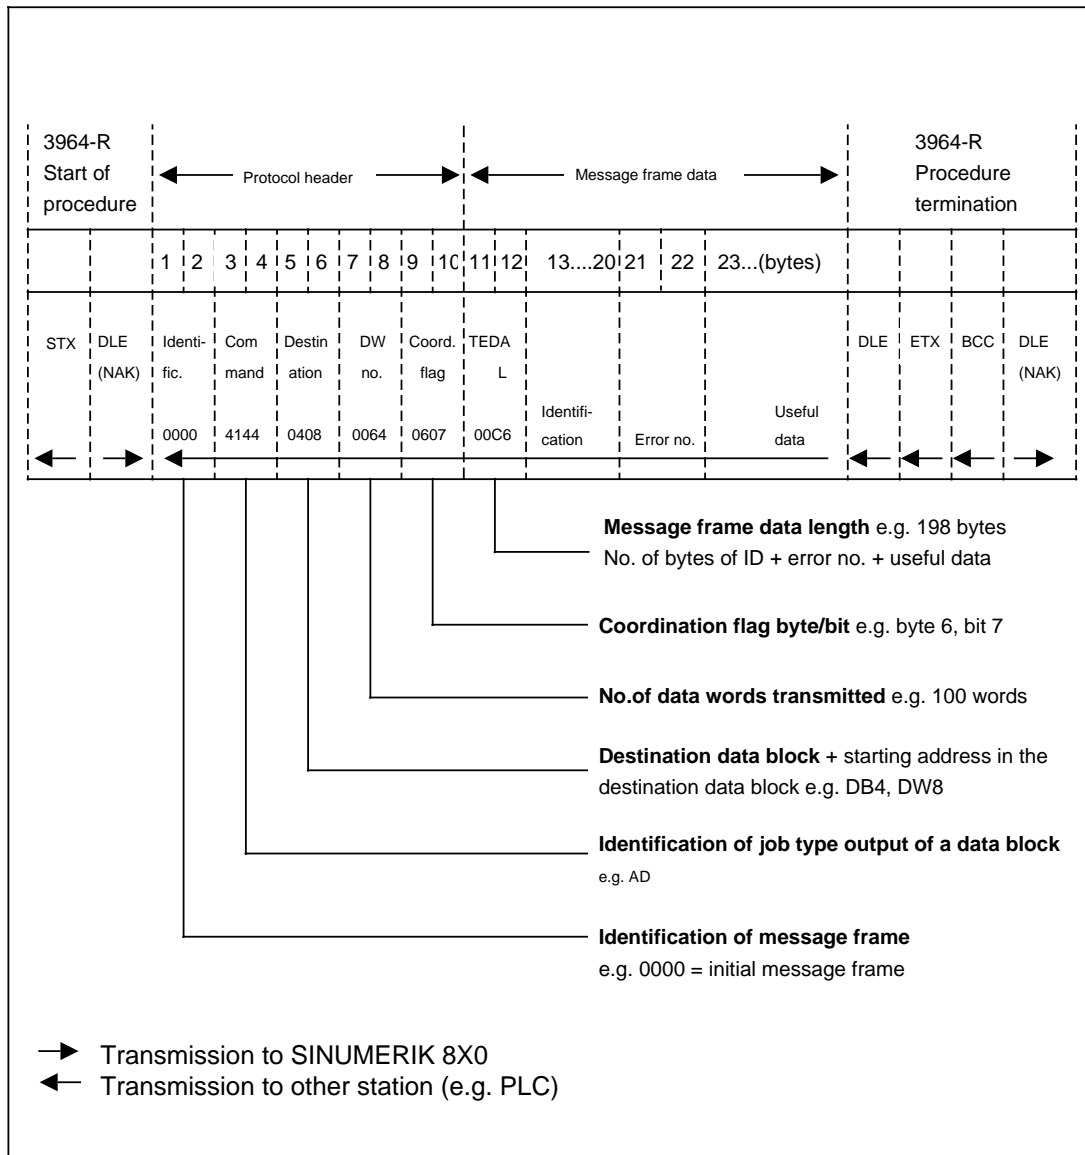 3964-R
Start of
procedure
Protocol header
Message frame data
3964-R
Procedure
termination
1 2 3 4 5 6 7 8 9 10 11 12 13....20 21 22 23...(bytes)
STX
DLE
(NAK)
Identi-
fic.
0000
Com
mand
4144
Destin
ation
0408
DW
no.
0064
Coord.
flag
0607
TEDA
L
00C6
Identifi-
cation
Error no.
Useful
data
DLE
ETX
BCC
DLE
(NAK)
Message frame data length e.g. 198 bytes
No. of bytes of ID + error no. + useful data
Coordination flag byte/bit e.g. byte 6, bit 7
No.of data words transmitted e.g. 100 words
Destination data block + starting address in the
destination data block e.g. DB4, DW8
Identification of job type output of a data block
e.g. AD
Identification of message frame
e.g. 0000 = initial message frame
Transmission to SINUMERIK 8X0
Transmission to other station (e.g. PLC)